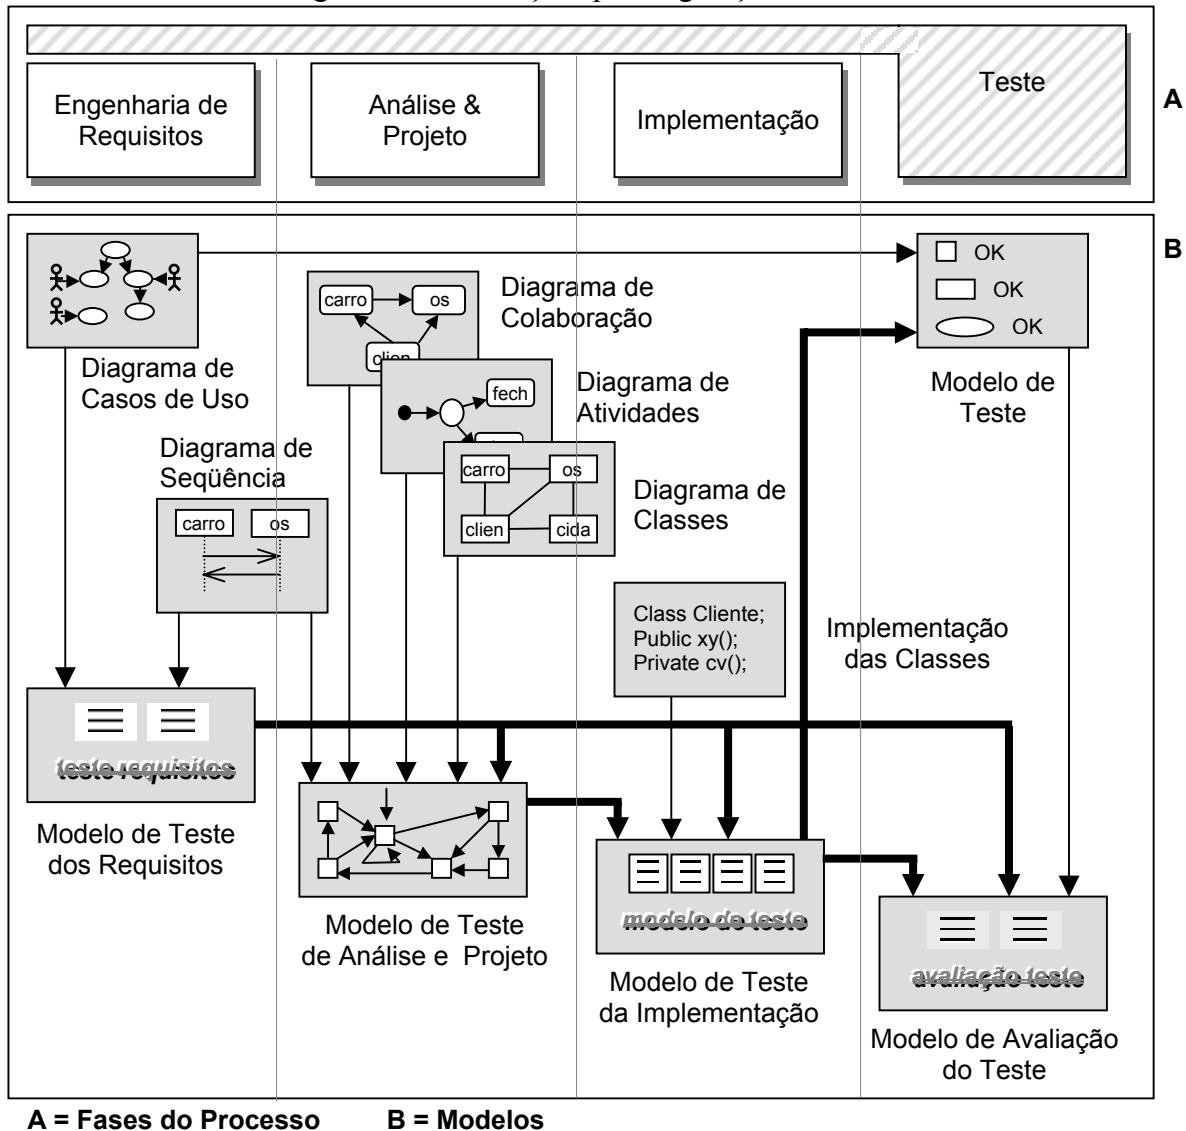 Engenharia de
Requisitos
Análise &
Projeto
Implementação
Teste
A
B
OK
OK
OK
Modelo de
Teste
Diagrama de
Casos de Uso
carro
os
clien
Diagrama de
Colaboração
fech
Diagrama de
Atividades
carro
os
clien
cida
Diagrama de
Classes
Diagrama de
Seqüência
carro
os
Class Cliente;
Public xy();
Private cv();
Implementação
das Classes
teste requisitos
Modelo de Teste
dos Requisitos
Modelo de Teste
de Análise e Projeto
modelo de teste
Modelo de Teste
da Implementação
avaliação teste
Modelo de Avaliação
do Teste
A = Fases do Processo
B = Modelos